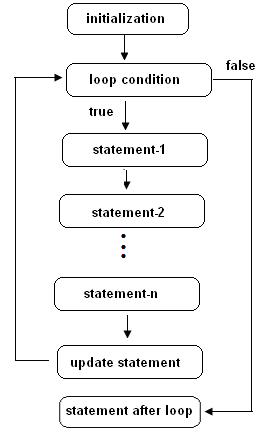 initialization
loop condition
false
true
statement-1
statement-2
statement-n
update statement
statement after loop